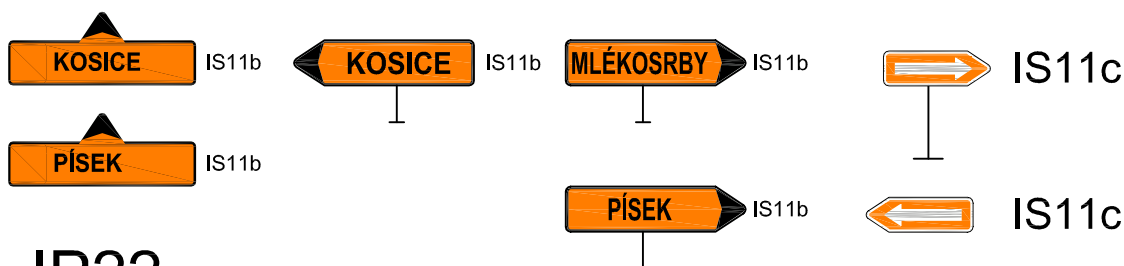 KOSICE IS11b
KOSICE IS11b
MLÉKOSRBY IS11b
IS11c
PÍSEK IS11b
PÍSEK IS11b
IS11c